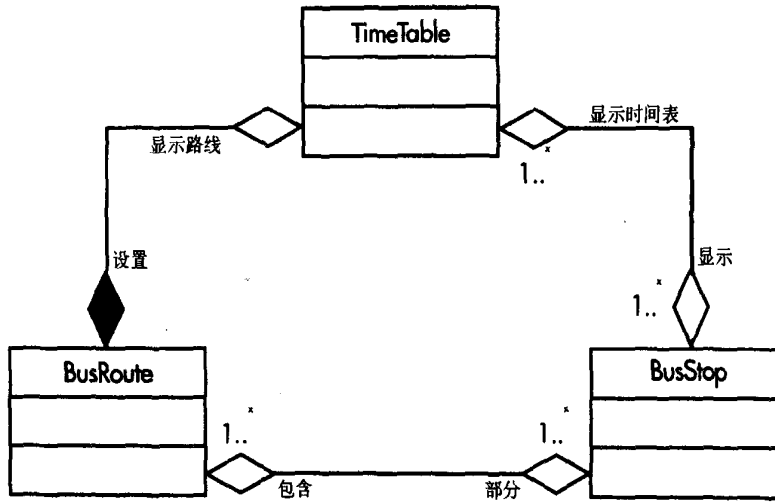 TimeTable
显示路线
显示时间表
1..*
设置
显示
1..*
BusRoute
BusStop
1..*
1..*
包含
部分